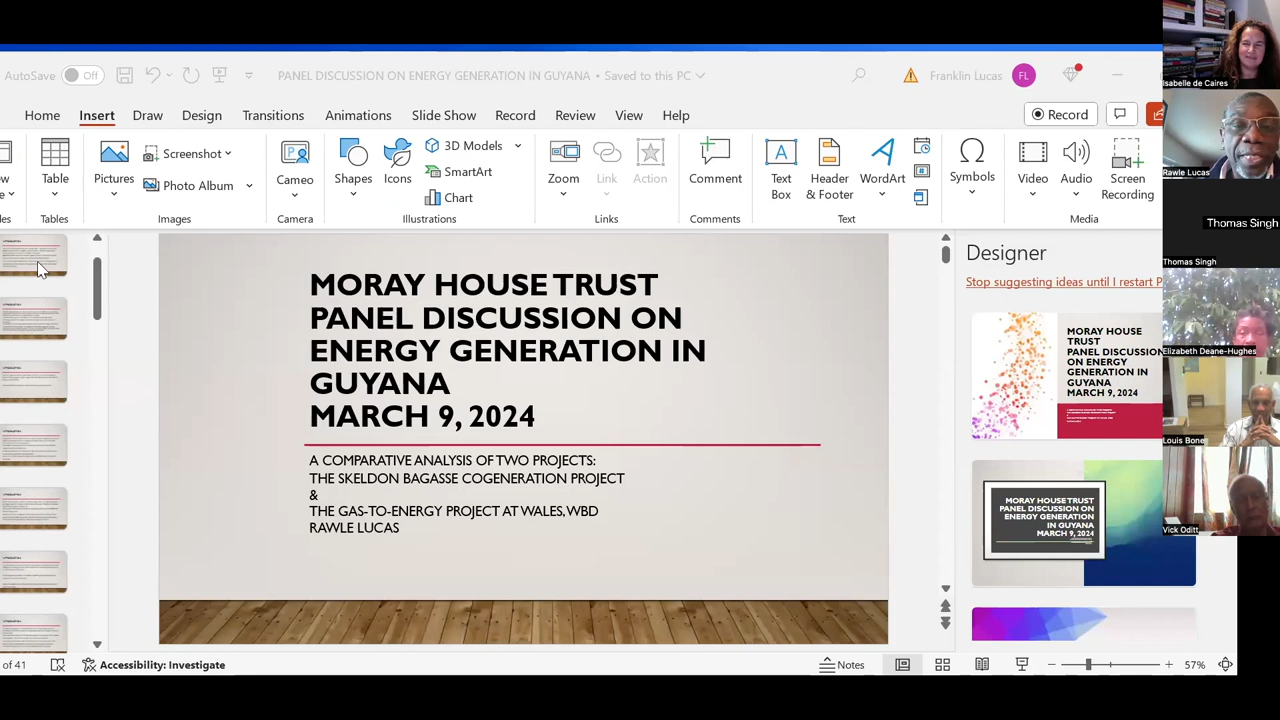 AutoSave Off PANEL DISCUSSION ON ENERGY GENERATION IN GUYANA • Saved to this PC Franklin Lucas FL
Home Insert Draw Design Transitions Animations Slide Show Record Review View Help Record
Table
Tables
Pictures
Screenshot
Photo Album
Images
Cameo
Camera
Shapes
Icons
3D Models
SmartArt
Chart
Illustrations
Zoom
Link
Action
Links
Comment
Comments
Text
Box
Header
& Footer
WordArt
Text
Symbols
Video
Audio
Screen
Recording
Media
MORAY HOUSE TRUST
PANEL DISCUSSION ON
ENERGY GENERATION IN
GUYANA
MARCH 9, 2024
A COMPARATIVE ANALYSIS OF TWO PROJECTS:
THE SKELDON BAGASSE COGENERATION PROJECT
&
THE GAS-TO-ENERGY PROJECT AT WALES, WBD
RAWLE LUCAS
Designer
Stop suggesting ideas until I restart P
MORAY HOUSE
TRUST
PANEL DISCUSSION
ON ENERGY
GENERATION IN
GUYANA
MARCH 9, 2024
MORAY HOUSE TRUST
PANEL DISCUSSION ON
ENERGY GENERATION
IN GUYANA
MARCH 9, 2024
Isabelle de Caires
Rawle Lucas
Thomas Singh
Thomas Singh
Elizabeth Deane-Hughes
Louis Bone
Vick Oditt
of 41 Accessibility: Investigate Notes 57%